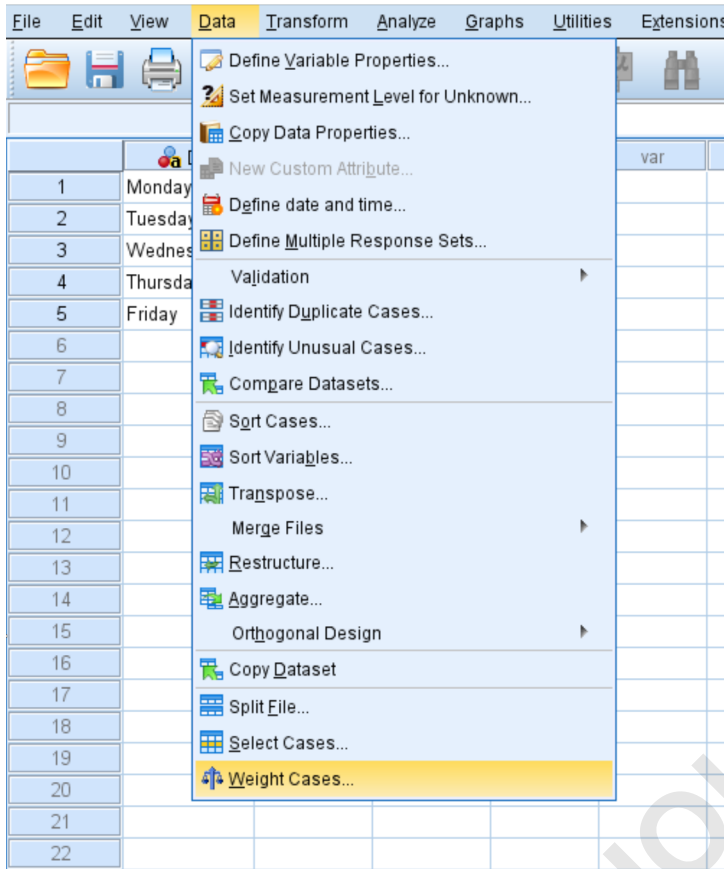 File Edit View Data Transform Analyze Graphs Utilities Extensions
Define Variable Properties...
Set Measurement Level for Unknown...
Copy Data Properties...
New Custom Attribute...
Define date and time...
Define Multiple Response Sets...
Validation
Identify Duplicate Cases...
Identify Unusual Cases...
Compare Datasets...
Sort Cases...
Sort Variables...
Transpose...
Merge Files
Restructure...
Aggregate...
Orthogonal Design
Copy Dataset
Split File...
Select Cases...
Weight Cases...
var
1 Monday
2 Tuesday
3 Wednes
4 Thursda
5 Friday
6
7
8
9
10
11
12
13
14
15
16
17
18
19
20
21
22